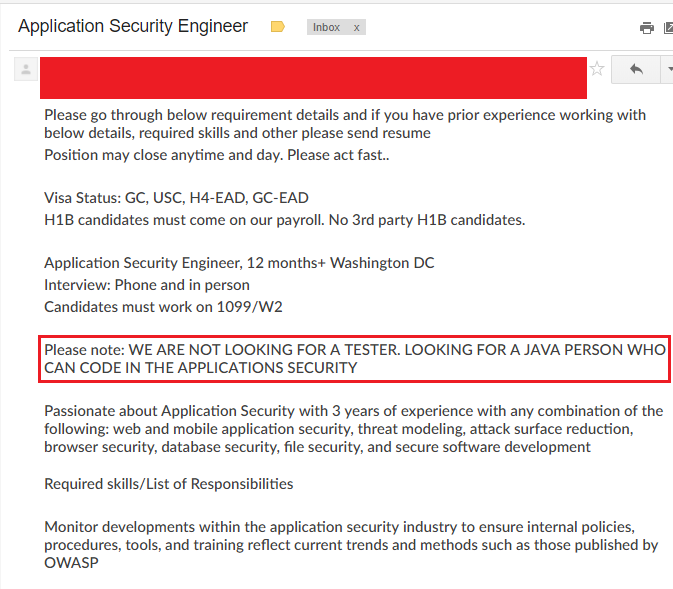 Application Security Engineer
Inbox x
Please go through below requirement details and if you have prior experience working with
below details, required skills and other please send resume
Position may close anytime and day. Please act fast..
Visa Status: GC, USC, H4-EAD, GC-EAD
H1B candidates must come on our payroll. No 3rd party H1B candidates.
Application Security Engineer, 12 months+ Washington DC
Interview: Phone and in person
Candidates must work on 1099/W2
Please note: WE ARE NOT LOOKING FOR A TESTER. LOOKING FOR A JAVA PERSON WHO
CAN CODE IN THE APPLICATIONS SECURITY
Passionate about Application Security with 3 years of experience with any combination of the
following: web and mobile application security, threat modeling, attack surface reduction,
browser security, database security, file security, and secure software development
Required skills/List of Responsibilities
Monitor developments within the application security industry to ensure internal policies,
procedures, tools, and training reflect current trends and methods such as those published by
OWASP